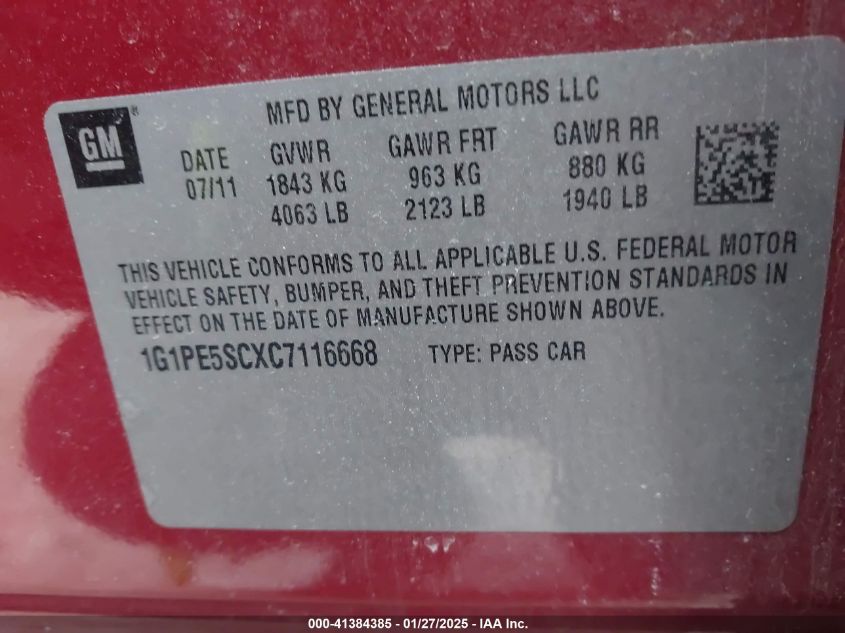 GM ®
MFD BY GENERAL MOTORS LLC
DATE GVWR GAWR FRT GAWR RR
07/11 1843 KG 963 KG 880 KG
4063 LB 2123 LB 1940 LB
THIS VEHICLE CONFORMS TO ALL APPLICABLE U.S. FEDERAL MOTOR
VEHICLE SAFETY, BUMPER, AND THEFT PREVENTION STANDARDS IN
EFFECT ON THE DATE OF MANUFACTURE SHOWN ABOVE.
1G1PE5SCXC7116668 TYPE: PASS CAR
000-41384385 - 01/27/2025 - IAA Inc.